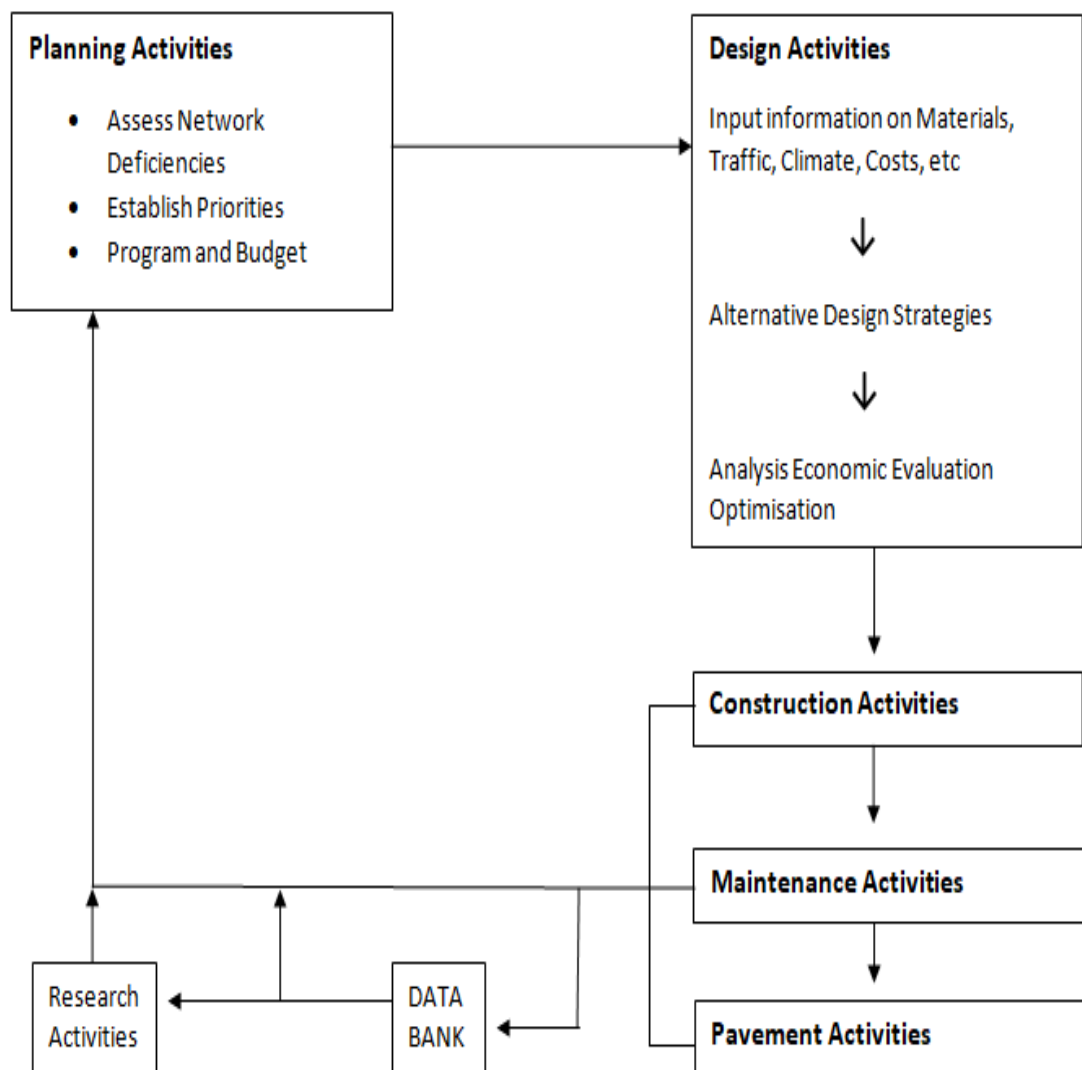 Planning Activities
• Assess Network
Deficiencies
• Establish Priorities
• Program and Budget
Design Activities
Input information on Materials,
Traffic, Climate, Costs, etc
Alternative Design Strategies
Analysis Economic Evaluation
Optimisation
Construction Activities
Maintenance Activities
Research
Activities
DATA
BANK
Pavement Activities